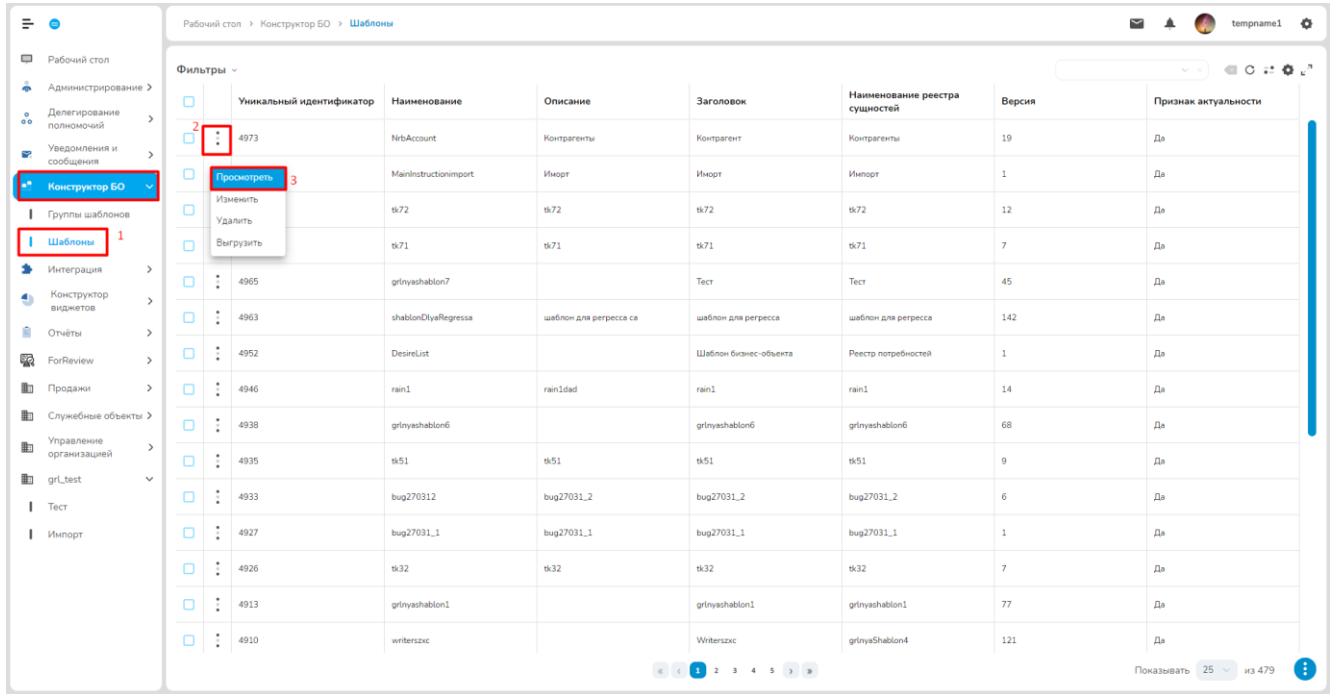 Рабочий стол > Конструктор БО > Шаблоны
tempname1
Рабочий стол
Администрирование
Делегирование
полномочий
Уведомления и
сообщения
Конструктор БО
Группы шаблонов
Шаблоны
1
Интеграция
Конструктор
виджетов
Отчёты
ForReview
Продажи
Служебные объекты
Управление
организацией
grl_test
Тест
Импорт
Фильтры
Уникальный идентификатор Наименование Описание Заголовок Наименование реестра сущностей Версия Признак актуальности
2
4973 NrbAccount Контрагенты Контрагент Контрагенты 19 Да
MainInstructionimport Иморт Иморт Импорт 1 Да
tk72 tk72 tk72 tk72 12 Да
tk71 tk71 tk71 tk71 7 Да
Просмотреть
3
Изменить
Удалить
Выгрузить
4965 grlnyashablon7 Тест Тест 45 Да
4963 shablonDlyaRegressa шаблон для регресса са шаблон для регресса шаблон для регресса 142 Да
4952 DesireList Шаблон бизнес-объекта Реестр потребностей 1 Да
4946 rain1 rain1dad rain1 rain1 14 Да
4938 grlnyashablon6 grlnyashablon6 grlnyashablon6 68 Да
4935 tk51 tk51 tk51 tk51 9 Да
4933 bug270312 bug27031_2 bug27031_2 bug27031_2 6 Да
4927 bug27031_1 bug27031_1 bug27031_1 bug27031_1 1 Да
4926 tk32 tk32 tk32 tk32 7 Да
4913 grlnyashablon1 grlnyashablon1 grlnyashablon1 77 Да
4910 writerszxc Writerszxc grlnyaShablon4 121 Да
« ‹ 1 2 3 4 5 › »
Показывать 25 из 479